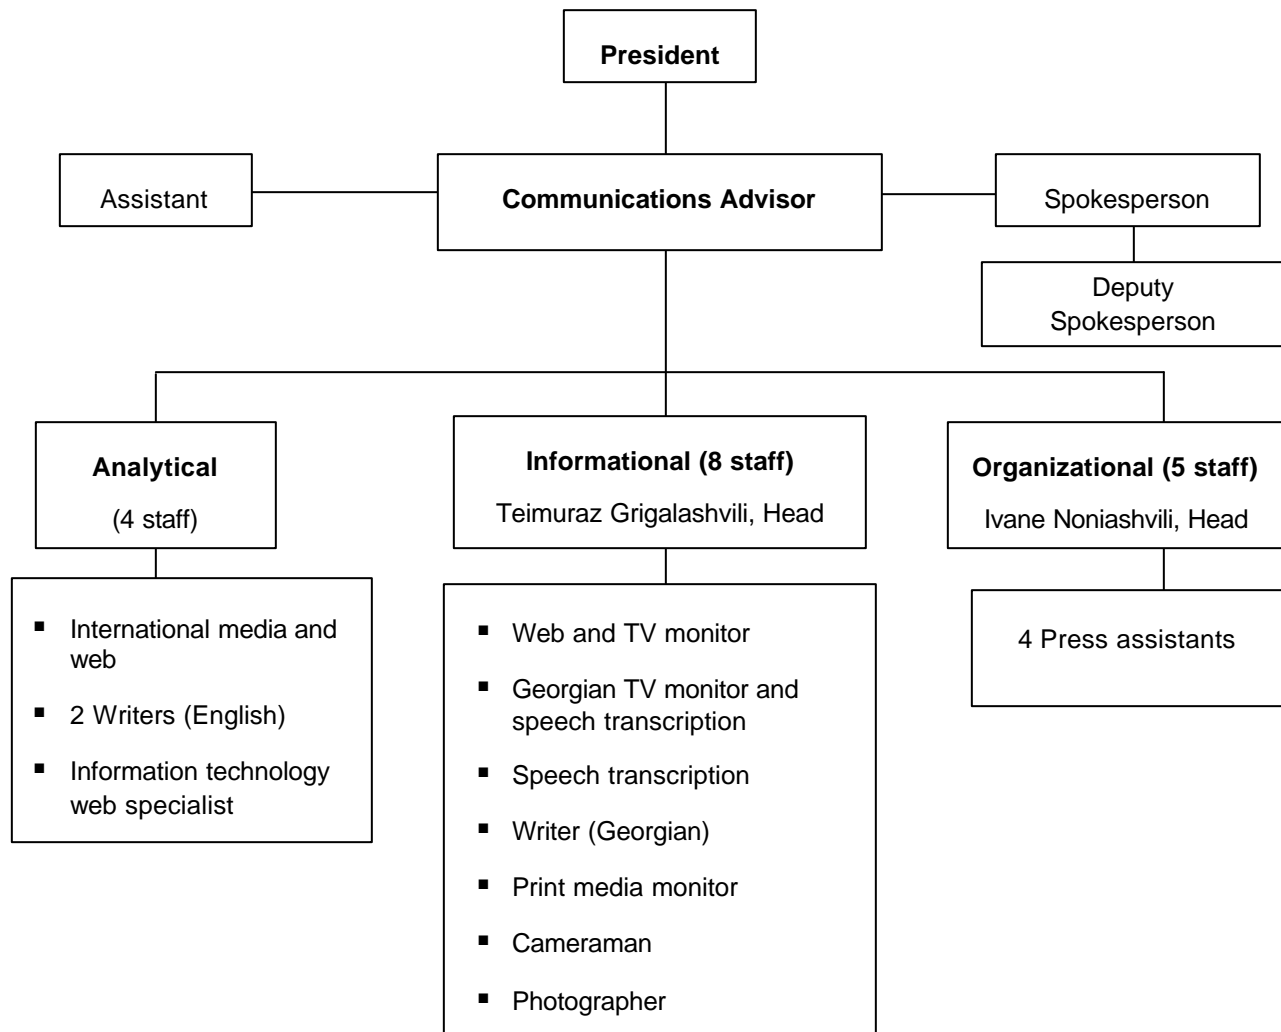 President
Assistant
Communications Advisor
Spokesperson
Deputy
Spokesperson
Analytical
(4 staff)
Informational (8 staff)
Teimuraz Grigalashvili, Head
Organizational (5 staff)
Ivane Noniashvili, Head
▪ International media and
web
▪ 2 Writers (English)
▪ Information technology
web specialist
▪ Web and TV monitor
▪ Georgian TV monitor and
speech transcription
▪ Speech transcription
▪ Writer (Georgian)
▪ Print media monitor
▪ Cameraman
▪ Photographer
4 Press assistants